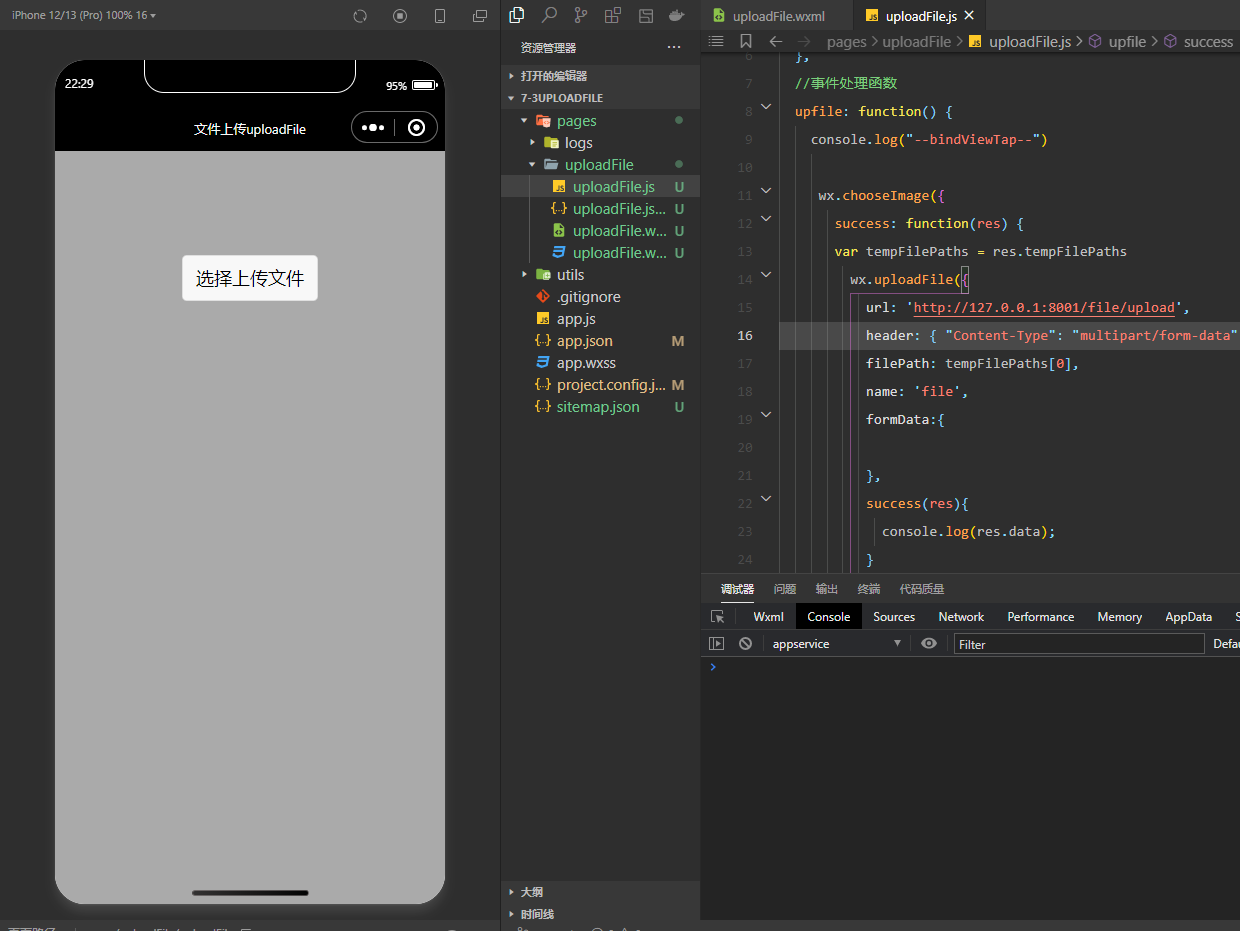 iPhone 12/13 (Pro) 100% 16
22:29
95%
文件上传uploadFile
选择上传文件
资源管理器
打开的编辑器
7-3UPLOADFILE
pages
logs
uploadFile
uploadFile.js U
uploadFile.js... U
uploadFile.w... U
uploadFile.w... U
utils
.gitignore
app.js
app.json M
app.wxss
project.config.j... M
sitemap.json U
大纲
时间线
uploadFile.wxml
uploadFile.js
pages > uploadFile > uploadFile.js > upfile > success
6 },
7 //事件处理函数
8 upfile: function() {
9 console.log("--bindViewTap--")
10
11 wx.chooseImage({
12 success: function(res) {
13 var tempFilePaths = res.tempFilePaths
14 wx.uploadFile({
15 url: 'http://127.0.0.1:8001/file/upload',
16 header: { "Content-Type": "multipart/form-data"
17 filePath: tempFilePaths[0],
18 name: 'file',
19 formData:{
20
21 },
22 success(res){
23 console.log(res.data);
24 }
调试器 问题 输出 终端 代码质量
Wxml Console Sources Network Performance Memory AppData S
appservice Filter Defau